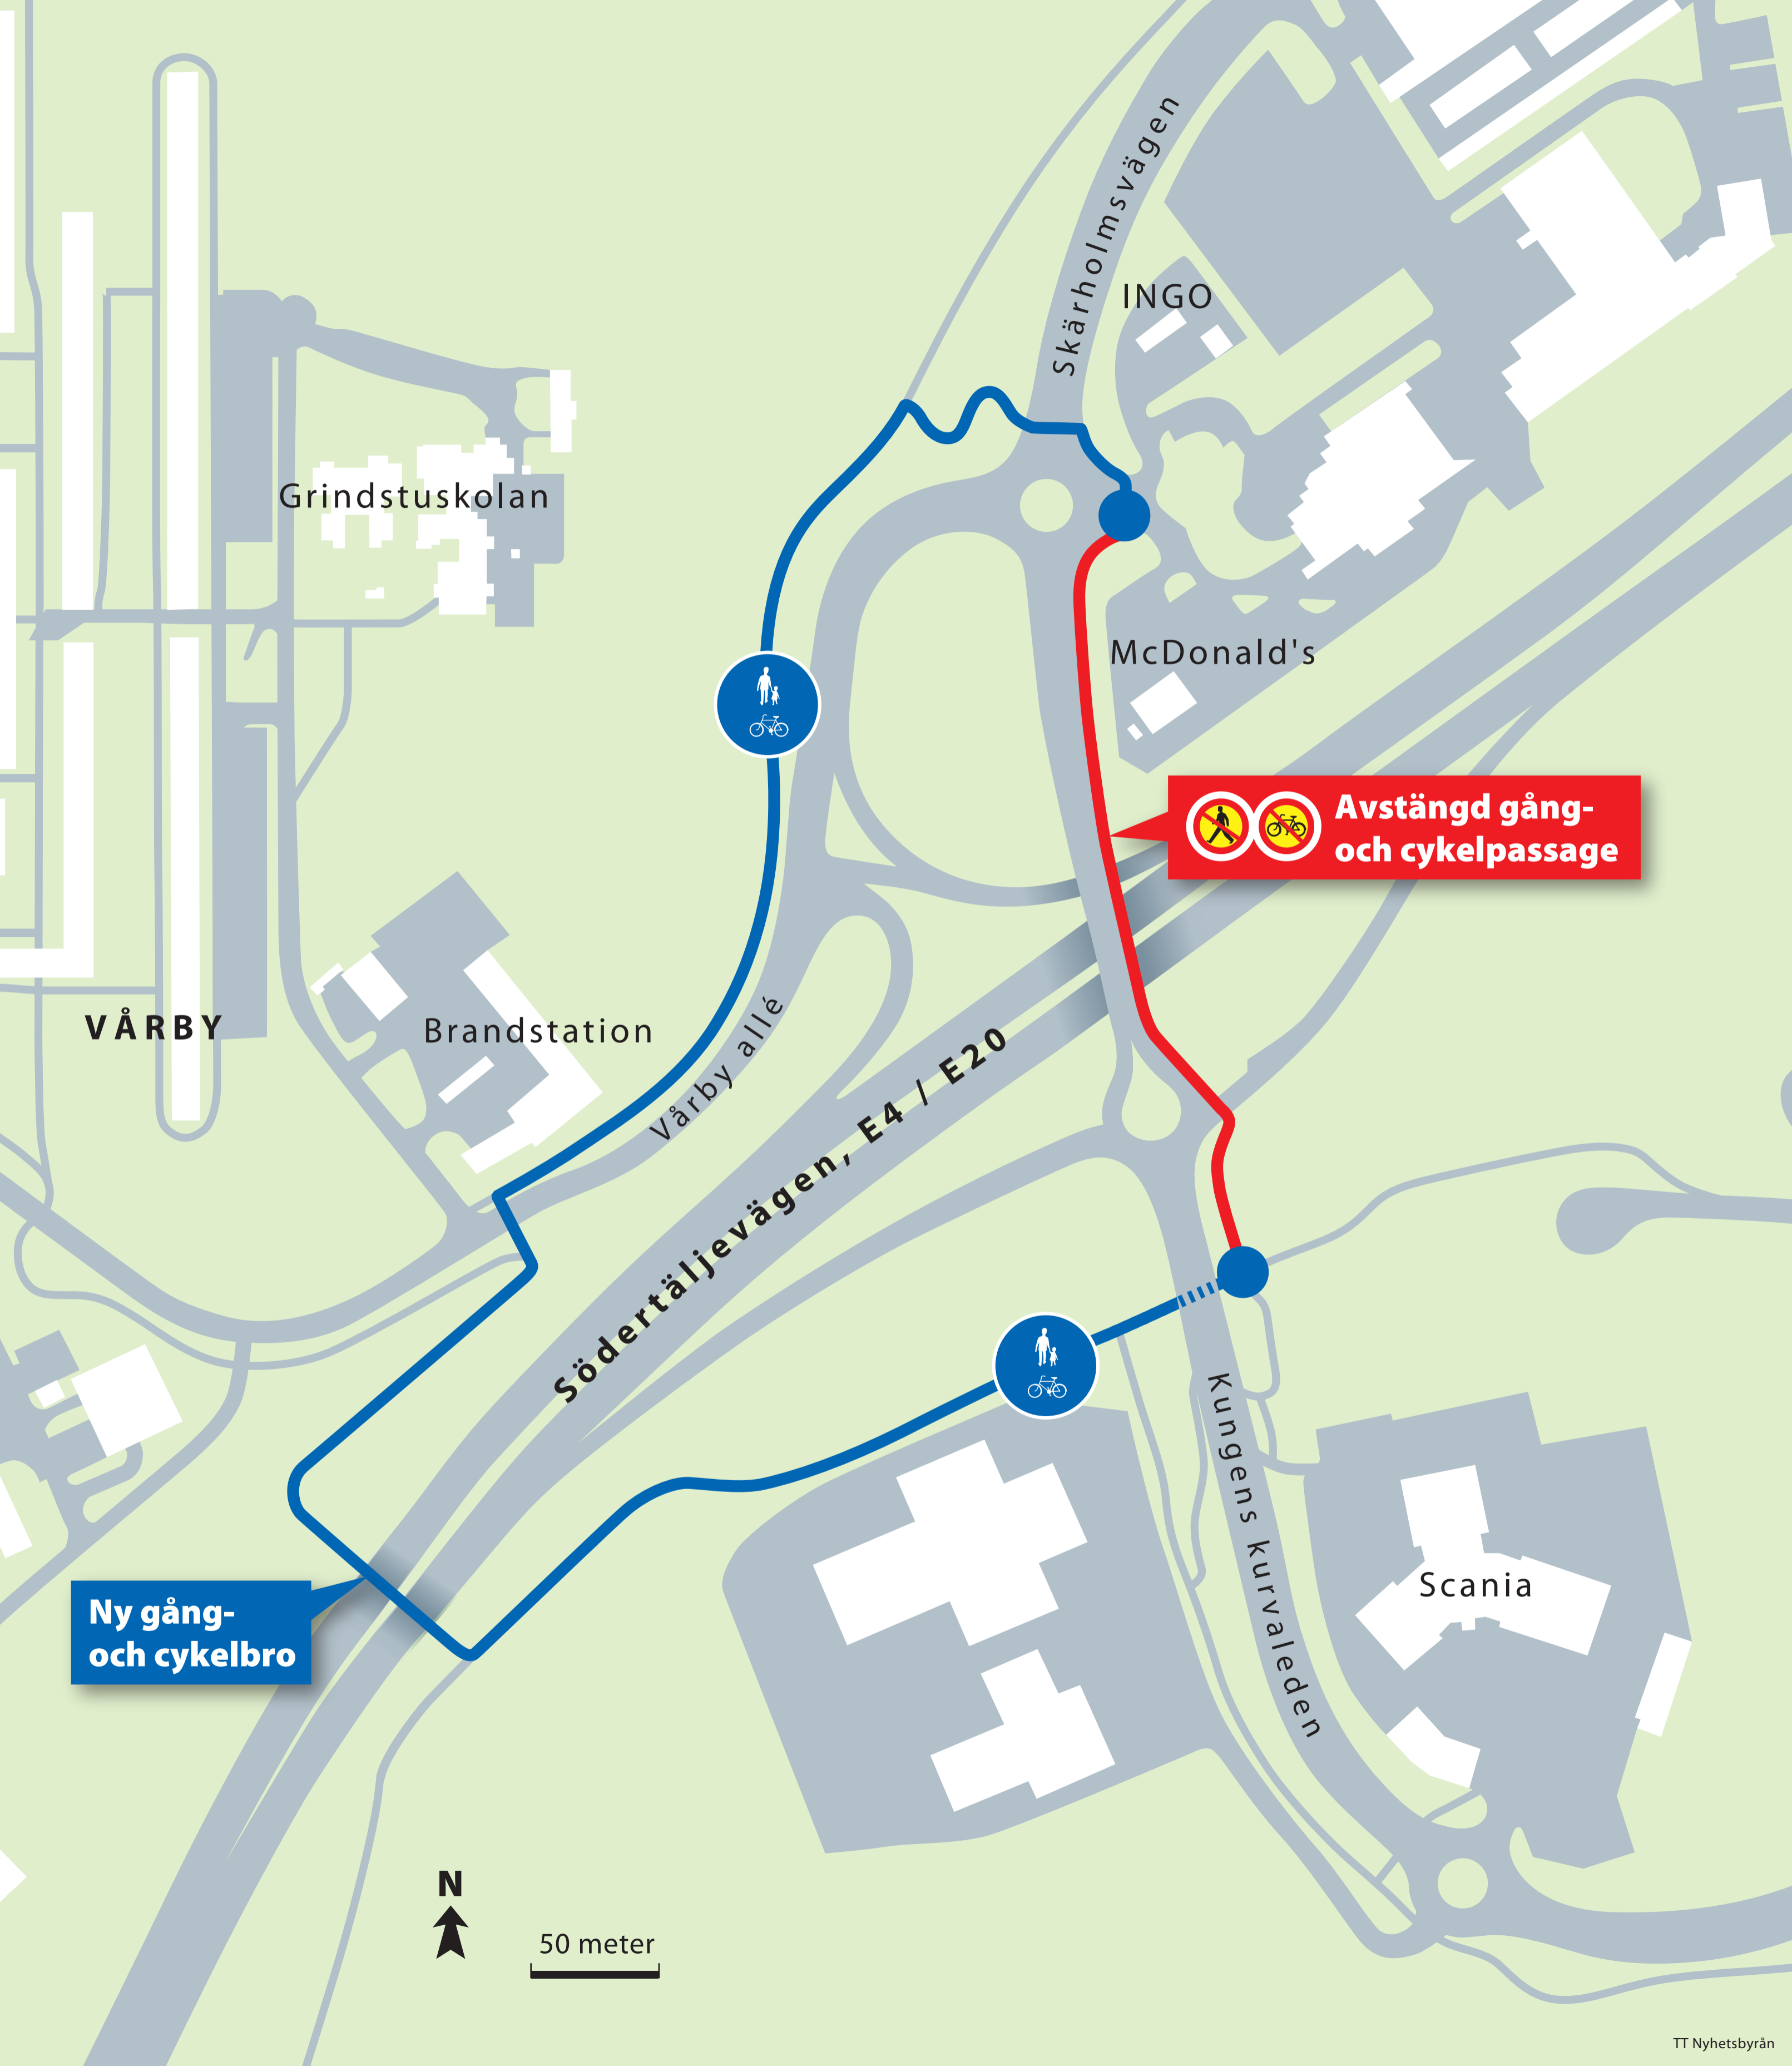 Skärholmsvägen
INGO
Grindstuskolan
McDonald's
Avstängd gång-
och cykelpassage
VÅRBY
Brandstation
Vårby allé
Södertäljevägen, E4 / E20
Kungens kurvaleden
Scania
Ny gång-
och cykelbro
N
50 meter
TT Nyhetsbyrån